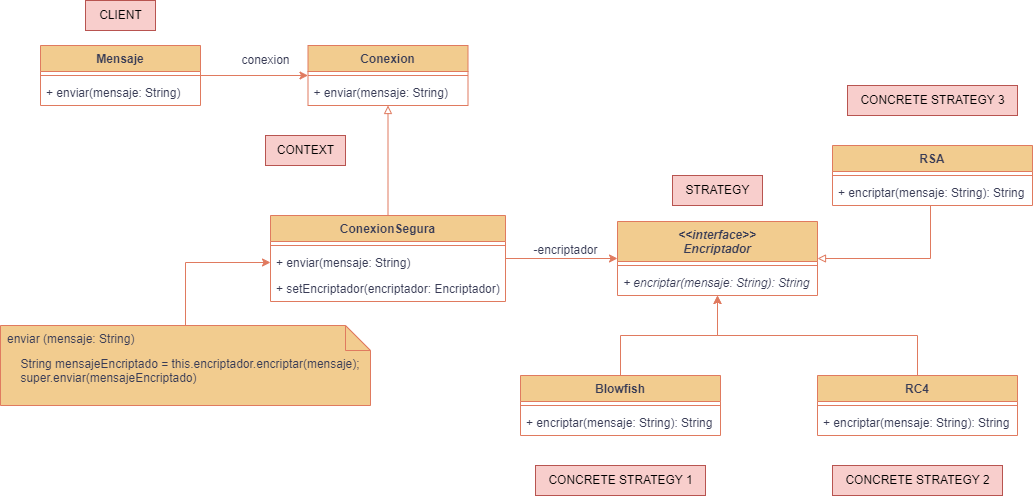 CLIENT
Mensaje
+ enviar(mensaje: String)
conexion
Conexion
+ enviar(mensaje: String)
CONTEXT
ConexionSegura
+ enviar(mensaje: String)
+ setEncriptador(encriptador: Encriptador)
-encriptador
STRATEGY
<<interface>>
Encriptador
+ encriptar(mensaje: String): String
CONCRETE STRATEGY 3
RSA
+ encriptar(mensaje: String): String
enviar (mensaje: String)
String mensajeEncriptado = this.encriptador.encriptar(mensaje);
super.enviar(mensajeEncriptado)
Blowfish
+ encriptar(mensaje: String): String
CONCRETE STRATEGY 1
RC4
+ encriptar(mensaje: String): String
CONCRETE STRATEGY 2